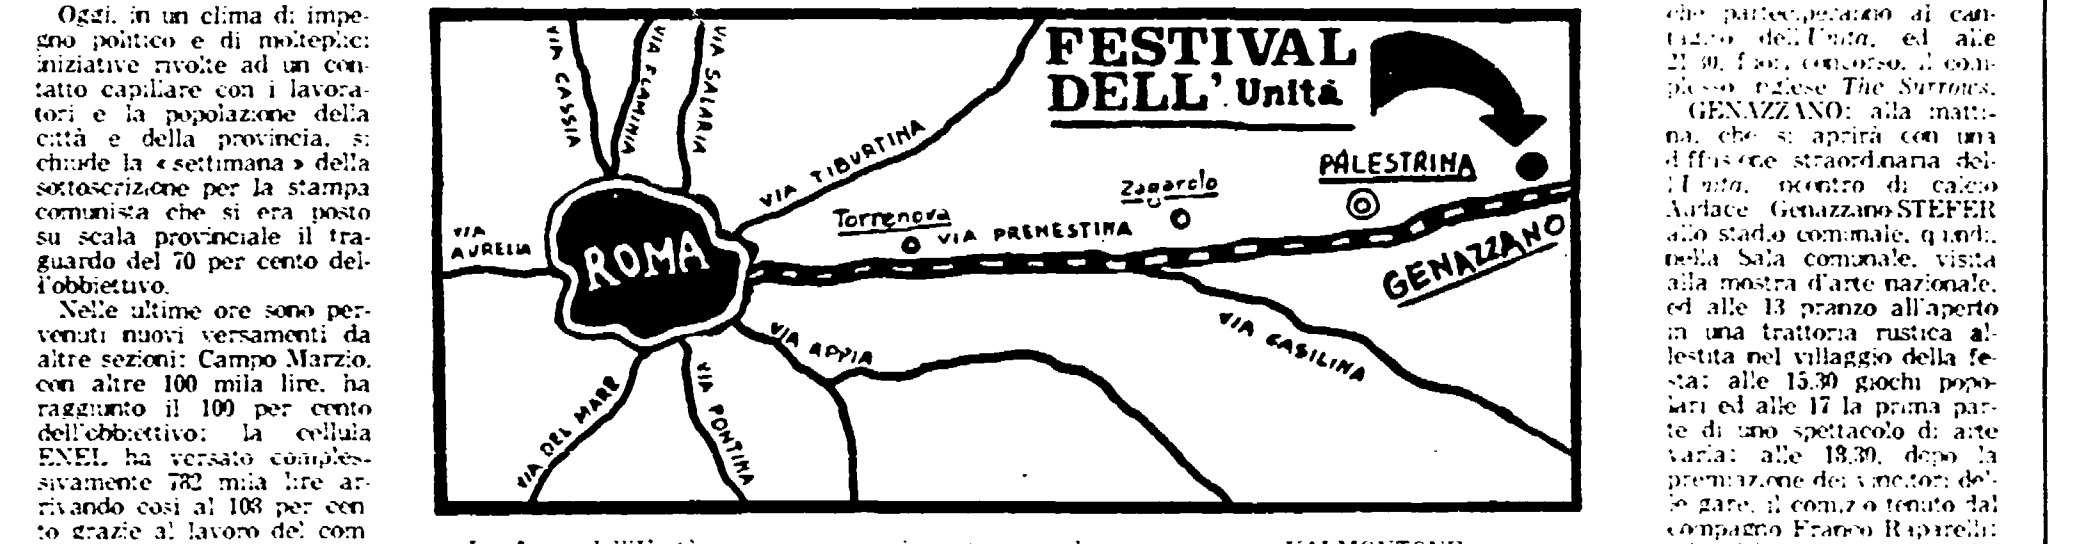 Oggi, in un clima di impe-
gno politico e di molteplici
iniziative rivolte ad un con-
tatto capillare con i lavora-
tori e la popolazione della
città e della provincia, si
chiude la « settimana » della
sottoscrizione per la stampa
comunista che si era posto
su scala provinciale il tra-
guardo del 70 per cento del-
l'obbiettivo.
Nelle ultime ore sono per-
venuti nuovi versamenti da
altre sezioni: Campo Marzio,
con altre 100 mila lire, ha
raggiunto il 100 per cento
dell'obbiettivo; la cellula
ENEL ha versato comples-
sivamente 782 mila lire ar-
rivando così al 108 per cen
to grazie al lavoro del com
FESTIVAL
DELL' Unità
VIA CASSIA
VIA FLAMINIA
VIA SALARIA
VIA TIBURTINA
PALESTRINA
Zagarolo
Torrenova
VIA PRENESTINA
VIA
AURELIA
ROMA
GENAZZANO
VIA CASILINA
VIA APPIA
VIA DEL MARE
VIA PONTINA
VALMONTONE
che parteciperanno al can-
dell'Unita, ed alle
21,30, fuori concorso, il com-
plesso inglese The
GENAZZANO: alla matti-
na, che si aprirà con una
diffusione straordinaria del-
l'Unita, incontro di calcio
Audace Genazzano-STEFER
allo stadio comunale, quindi,
nella Sala comunale, visita
alla mostra d'arte nazionale,
ed alle 13 pranzo all'aperto
in una trattoria rustica al-
lestita nel villaggio della fe-
sta; alle 15,30 giochi popo-
lari ed alle 17 la prima par-
te di uno spettacolo di arte
varia; alle 18,30, dopo la
premiazione dei vincitori del-
le gare, il comizio tenuto dal
compagno Franco Raparelli;